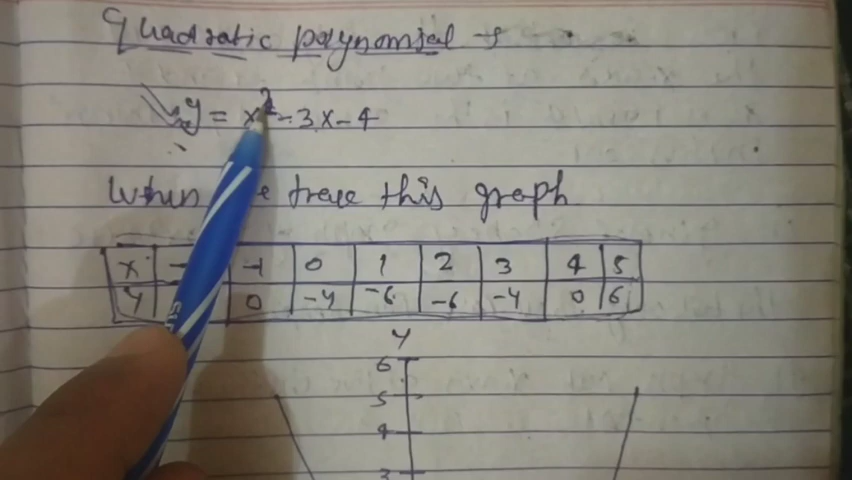 Quadratic polynomial →
y = x² - 3x - 4
When trace this graph
x -1 0 1 2 3 4 5
y 0 -4 -6 -6 -4 0 6
y
6
5
4
3